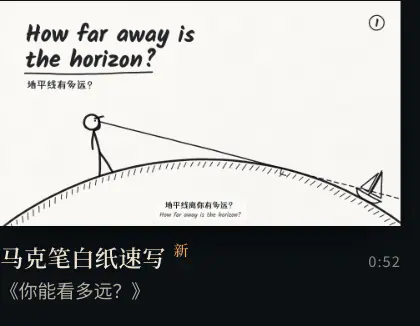 How far away is
the horizon?
1
地平线有多远？
地平线离你有多远？
How far away is the horizon?
马克笔白纸速写 新
0:52
《你能看多远？》